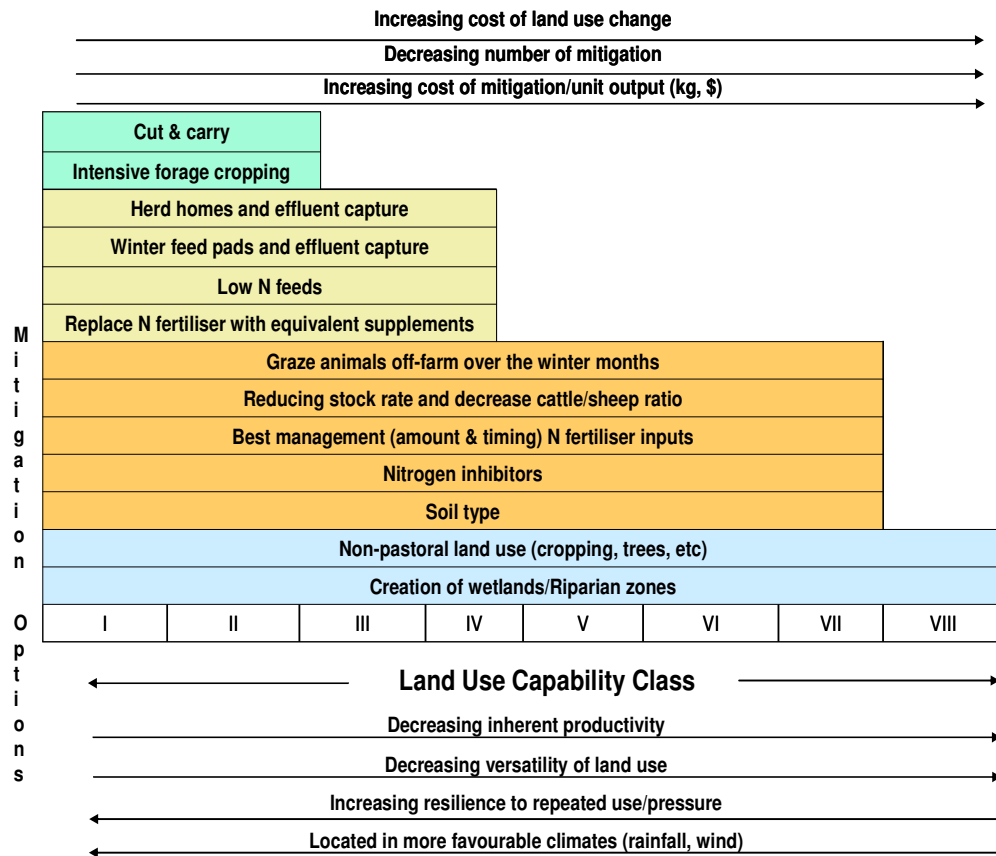 Increasing cost of land use change
Decreasing number of mitigation
Increasing cost of mitigation/unit output (kg, $)
Cut & carry
Intensive forage cropping
Herd homes and effluent capture
Winter feed pads and effluent capture
Low N feeds
Replace N fertiliser with equivalent supplements
Graze animals off-farm over the winter months
Reducing stock rate and decrease cattle/sheep ratio
Best management (amount & timing) N fertiliser inputs
Nitrogen inhibitors
Soil type
Non-pastoral land use (cropping, trees, etc)
Creation of wetlands/Riparian zones
Mitigation Options
I II III IV V VI VII VIII
Land Use Capability Class
Decreasing inherent productivity
Decreasing versatility of land use
Increasing resilience to repeated use/pressure
Located in more favourable climates (rainfall, wind)